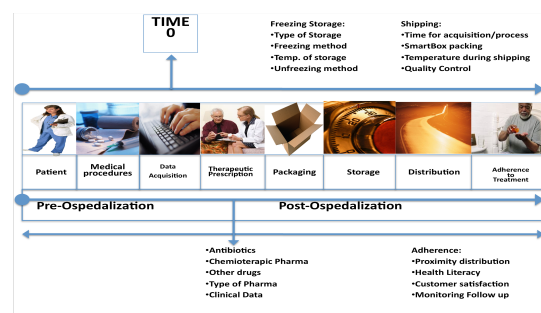 TIME
0
Freezing Storage:
•Type of Storage
•Freezing method
•Temp. of storage
•Unfreezing method
Shipping:
•Time for acquisition/process
•SmartBox packing
•Temperature during shipping
•Quality Control
Patient
Medical
procedures
Data
Acquisition
Therapeutic
Prescription
Packaging
Storage
Distribution
Adherence
to
Treatment
Pre-Ospedalization
Post-Ospedalization
•Antibiotics
•Chemioterapic Pharma
•Other drugs
•Type of Pharma
•Clinical Data
Adherence:
•Proximity distribution
•Health Literacy
•Customer satisfaction
•Monitoring Follow up